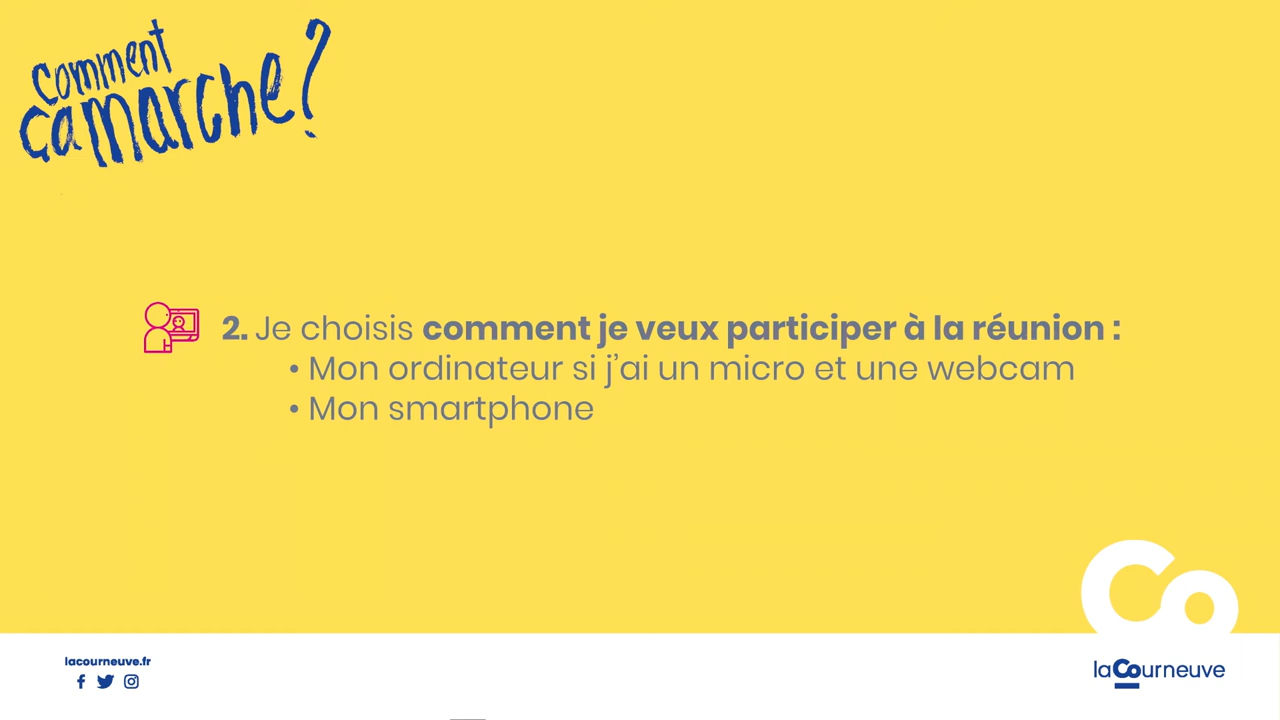 Comment
ça marche ?
2. Je choisis comment je veux participer à la réunion :
• Mon ordinateur si j’ai un micro et une webcam
• Mon smartphone
Co
lacourneuve.fr
laCourneuve